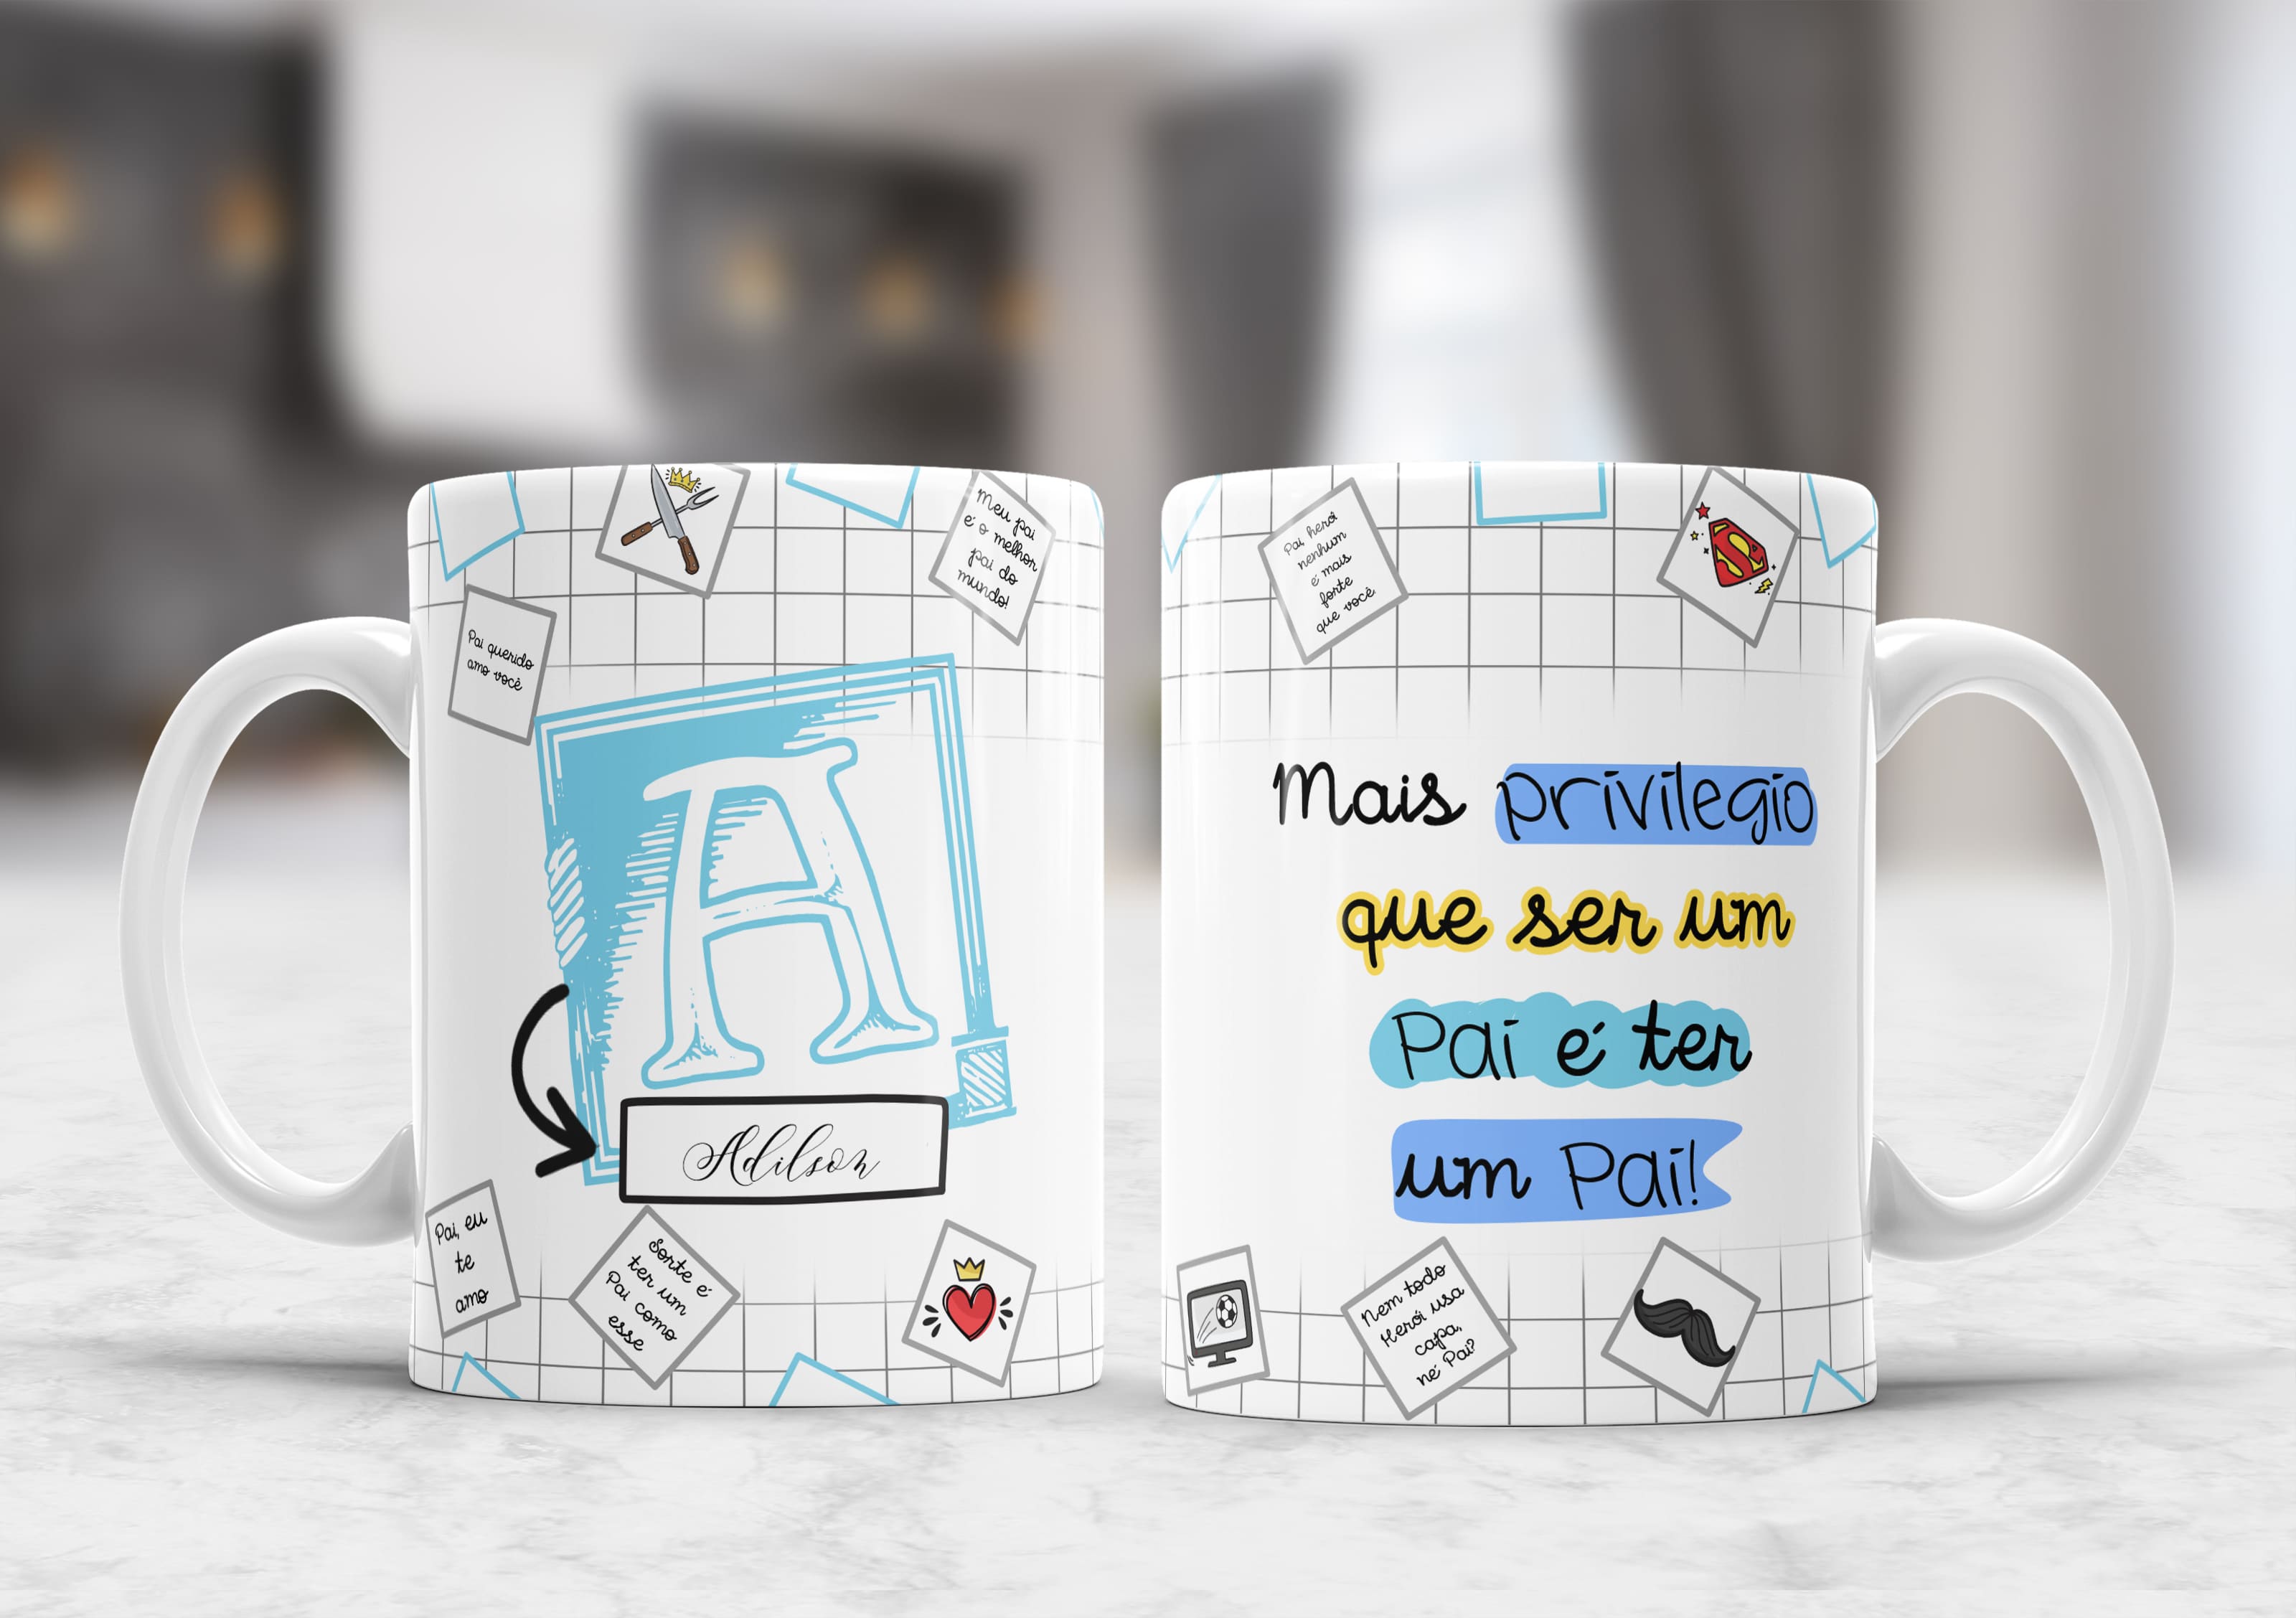 Meu pai
é o melhor
pai do
mundo!
Pai querido
amo você
A
Adilson
Pai, eu
te
amo
Sorte é
ter um
Pai como
esse
Pai, herói
nenhum
é mais
forte
que você
S
Mais privilegio
que ser um
Pai é ter
um Pai!
Nem todo
Herói usa
capa,
né Pai?